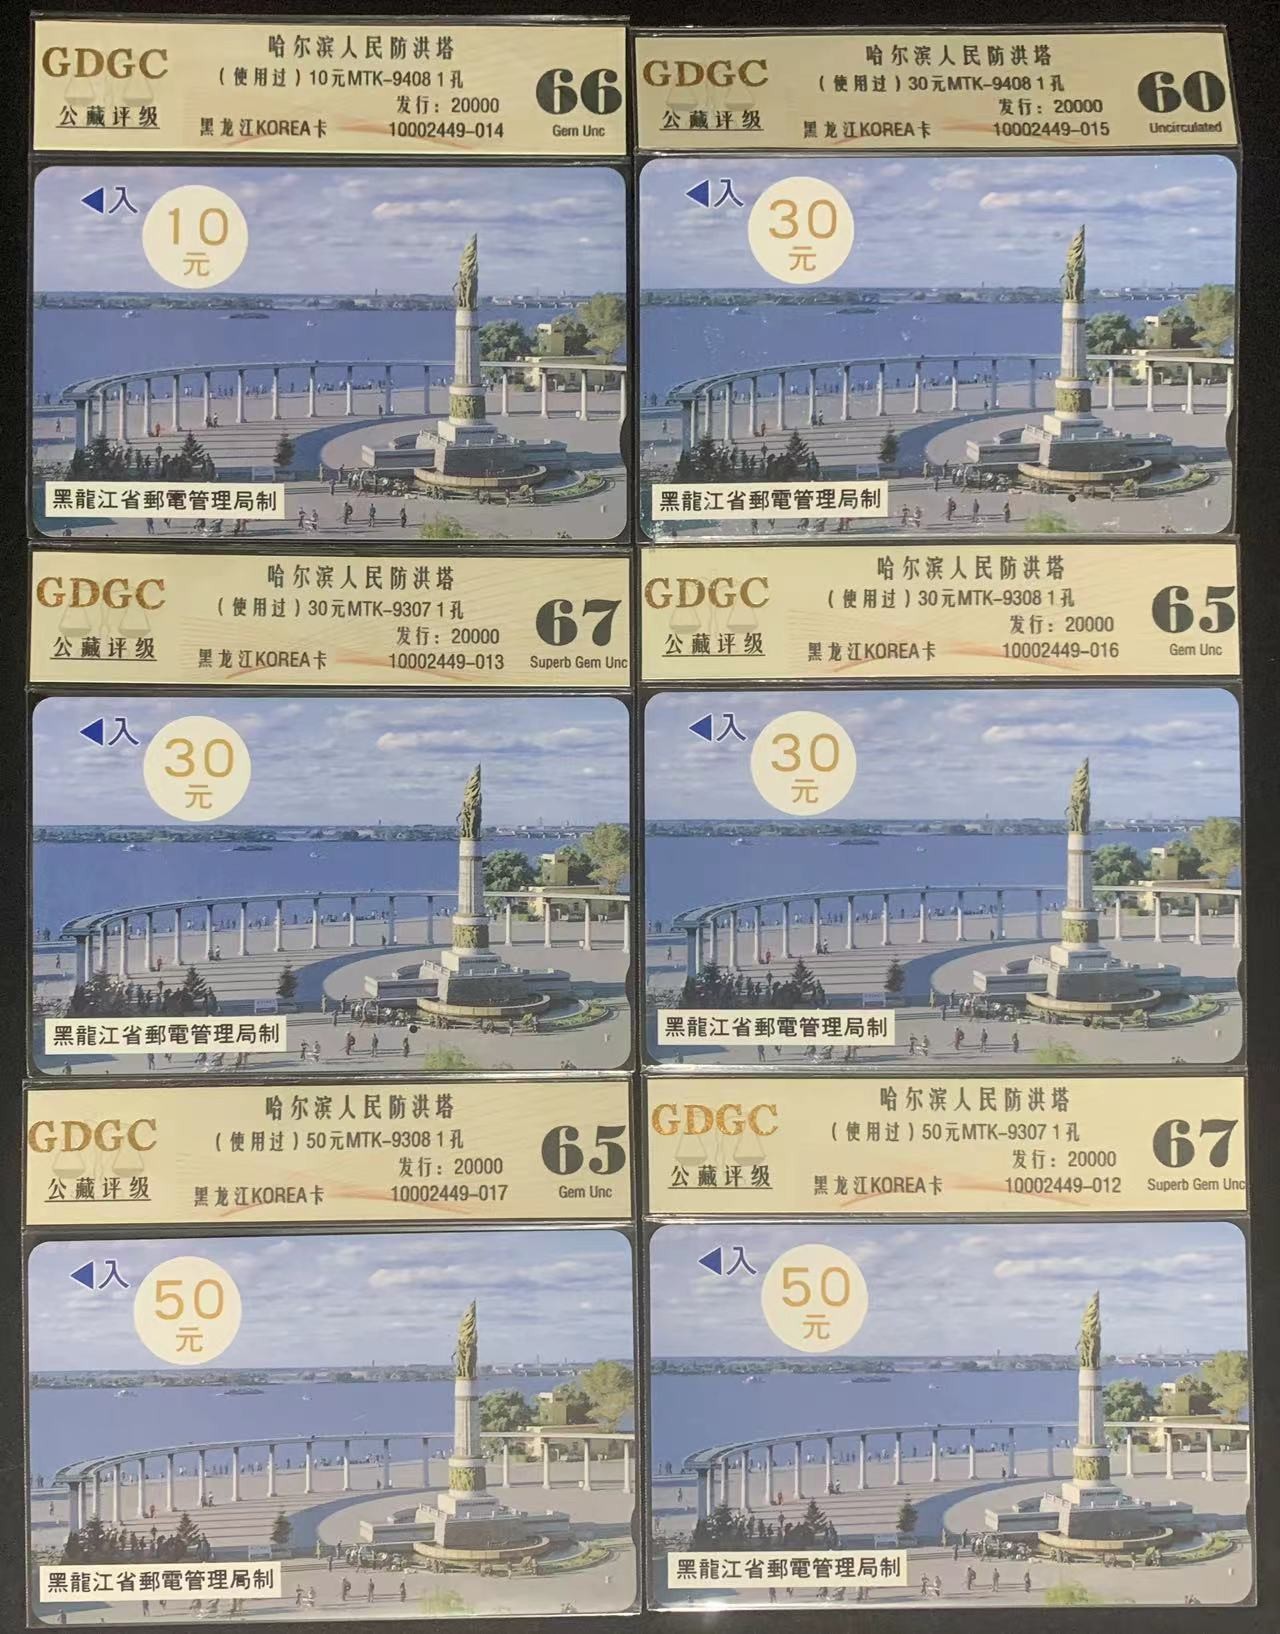 GDGC
公藏评级
哈尔滨人民防洪塔
（使用过）10元MTK-9408 1孔
发行：20000
黑龙江KOREA卡 10002449-014
66
Gem Unc
入
10
元
黑龍江省郵電管理局制
GDGC
公藏评级
哈尔滨人民防洪塔
（使用过）30元MTK-9408 1孔
发行：20000
黑龙江KOREA卡 10002449-015
60
Uncirculated
入
30
元
黑龍江省郵電管理局制
GDGC
公藏评级
哈尔滨人民防洪塔
（使用过）30元MTK-9307 1孔
发行：20000
黑龙江KOREA卡 10002449-013
67
Superb Gem Unc
入
30
元
黑龍江省郵電管理局制
GDGC
公藏评级
哈尔滨人民防洪塔
（使用过）30元MTK-9308 1孔
发行：20000
黑龙江KOREA卡 10002449-016
65
Gem Unc
入
30
元
黑龍江省郵電管理局制
GDGC
公藏评级
哈尔滨人民防洪塔
（使用过）50元MTK-9308 1孔
发行：20000
黑龙江KOREA卡 10002449-017
65
Gem Unc
入
50
元
黑龍江省郵電管理局制
GDGC
公藏评级
哈尔滨人民防洪塔
（使用过）50元MTK-9307 1孔
发行：20000
黑龙江KOREA卡 10002449-012
67
Superb Gem Unc
入
50
元
黑龍江省郵電管理局制